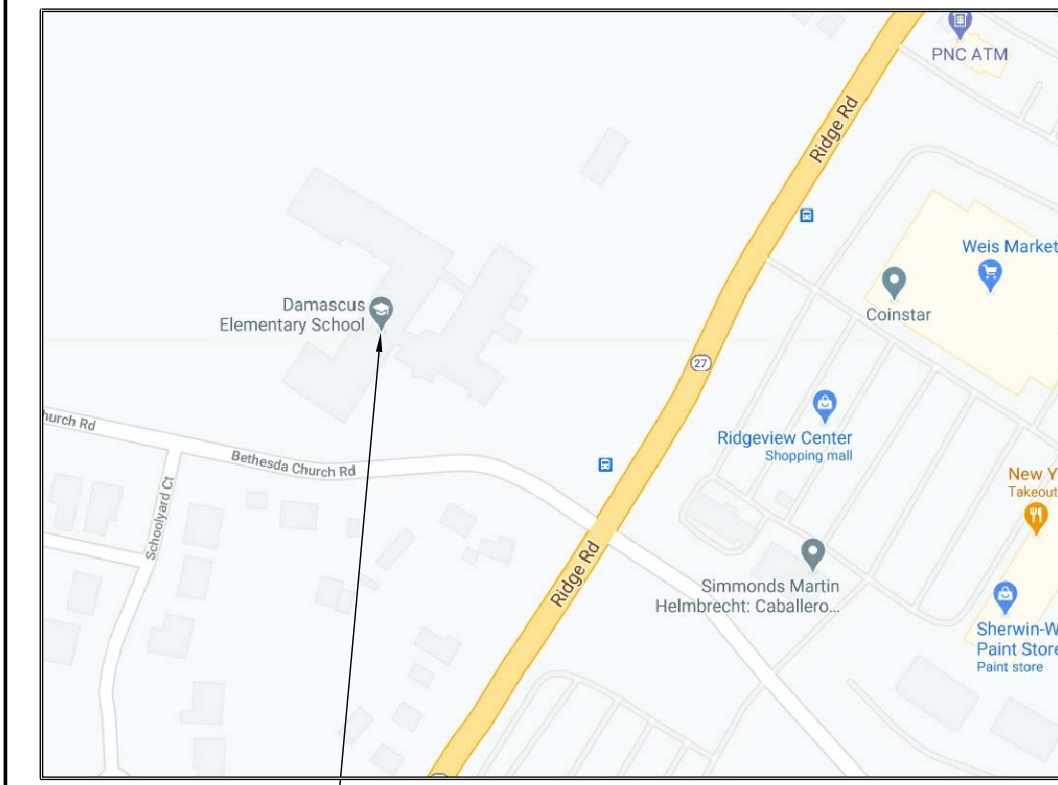 PNC ATM
Ridge Rd
Weis Market
Damascus
Elementary School
Coinstar
27
hurch Rd
Bethesda Church Rd
Ridgeview Center
Shopping mall
New Y
Takeout
Schoolyard Ct
Ridge Rd
Simmonds Martin
Helmbrecht: Caballero...
Sherwin-W
Paint Store
Paint store